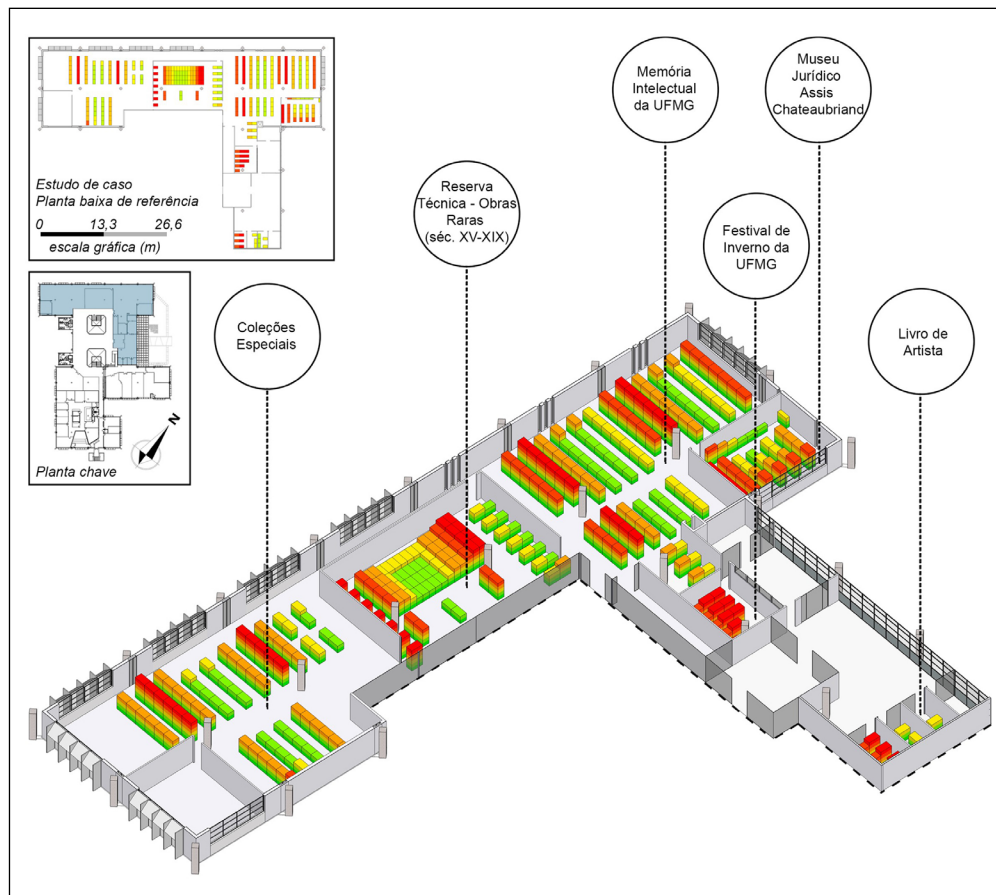 Estudo de caso
Planta baixa de referência
0 13,3 26,6
escala gráfica (m)
N
Planta chave
Coleções
Especiais
Reserva
Técnica - Obras
Raras
(séc. XV-XIX)
Memória
Intelectual
da UFMG
Museu
Jurídico
Assis
Chateaubriand
Festival de
Inverno da
UFMG
Livro de
Artista